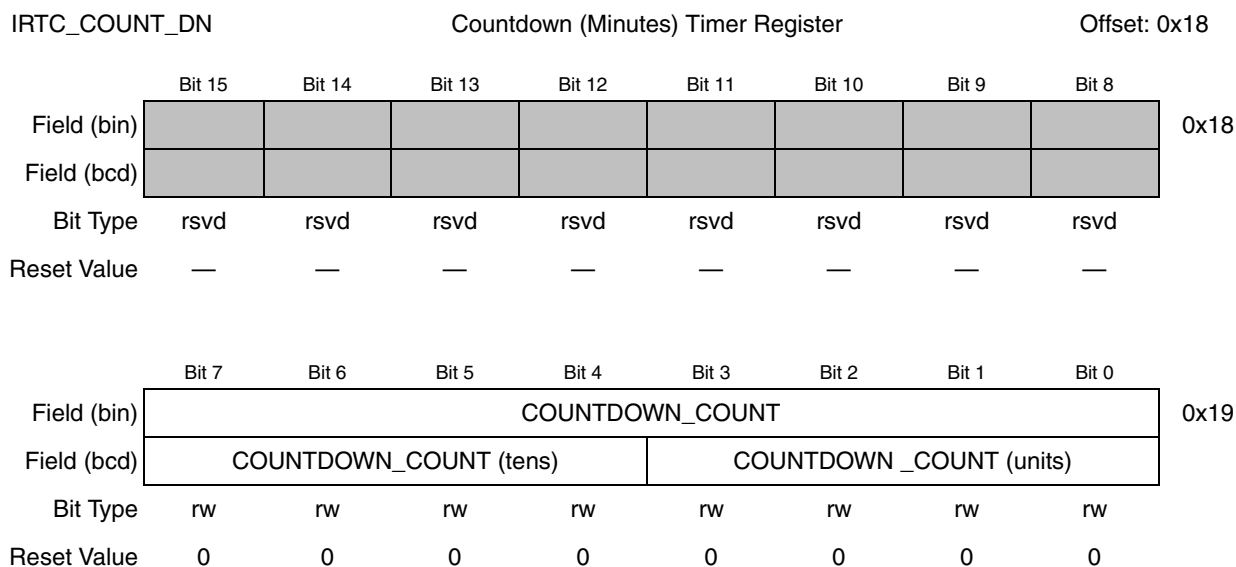 IRTC_COUNT_DN Countdown (Minutes) Timer Register Offset: 0x18
Bit 15 Bit 14 Bit 13 Bit 12 Bit 11 Bit 10 Bit 9 Bit 8
Field (bin) 0x18
Field (bcd)
Bit Type rsvd rsvd rsvd rsvd rsvd rsvd rsvd rsvd
Reset Value — — — — — — — —
Bit 7 Bit 6 Bit 5 Bit 4 Bit 3 Bit 2 Bit 1 Bit 0
Field (bin) COUNTDOWN_COUNT 0x19
Field (bcd) COUNTDOWN_COUNT (tens) COUNTDOWN _COUNT (units)
Bit Type rw rw rw rw rw rw rw rw
Reset Value 0 0 0 0 0 0 0 0